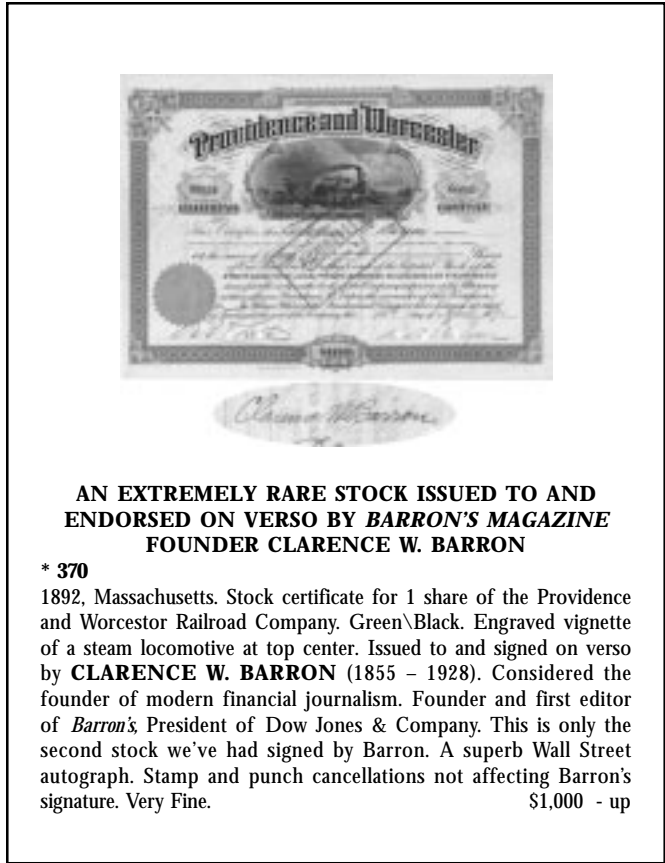 Providence and Worcester
Clarence W. Barron
AN EXTREMELY RARE STOCK ISSUED TO AND
ENDORSED ON VERSO BY BARRON'S MAGAZINE
FOUNDER CLARENCE W. BARRON
* 370
1892, Massachusetts. Stock certificate for 1 share of the Providence
and Worcestor Railroad Company. Green\Black. Engraved vignette
of a steam locomotive at top center. Issued to and signed on verso
by CLARENCE W. BARRON (1855 – 1928). Considered the
founder of modern financial journalism. Founder and first editor
of Barron's, President of Dow Jones & Company. This is only the
second stock we've had signed by Barron. A superb Wall Street
autograph. Stamp and punch cancellations not affecting Barron's
signature. Very Fine. $1,000 - up